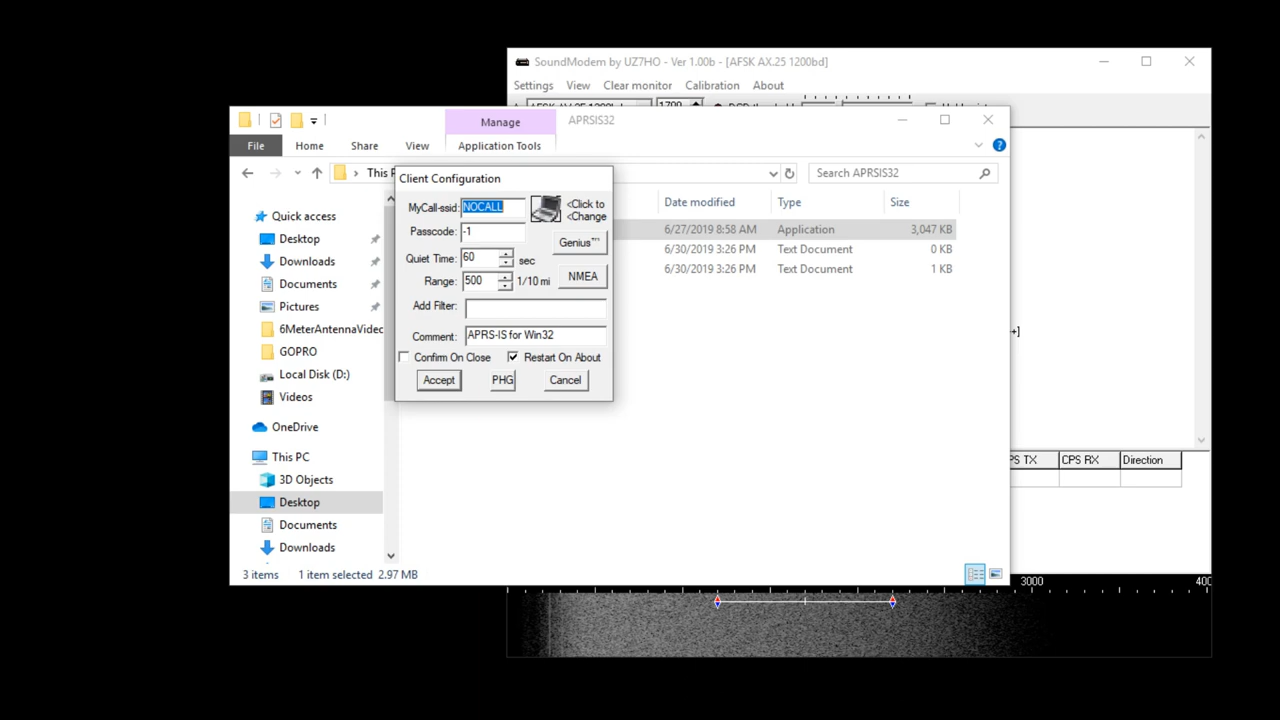 SoundModem by UZ7HO - Ver 1.00b - [AFSK AX.25 1200bd]
Settings View Clear monitor Calibration About
Manage APRSIS32
File Home Share View Application Tools
Search APRSIS32
Client Configuration
MyCall-ssid: NOCALL <Click to
<Change
Passcode: -1
Genius™
Quiet Time: 60 sec
Range: 500 1/10 mi NMEA
Add Filter:
Comment: APRS-IS for Win32
Confirm On Close Restart On About
Accept PHG Cancel
Date modified Type Size
6/27/2019 8:58 AM Application 3,047 KB
6/30/2019 3:26 PM Text Document 0 KB
6/30/2019 3:26 PM Text Document 1 KB
Quick access
Desktop
Downloads
Documents
Pictures
6MeterAntennaVidec
GOPRO
Local Disk (D:)
Videos
OneDrive
This PC
3D Objects
Desktop
Documents
Downloads
3 items 1 item selected 2.97 MB
CPS RX Direction
3000